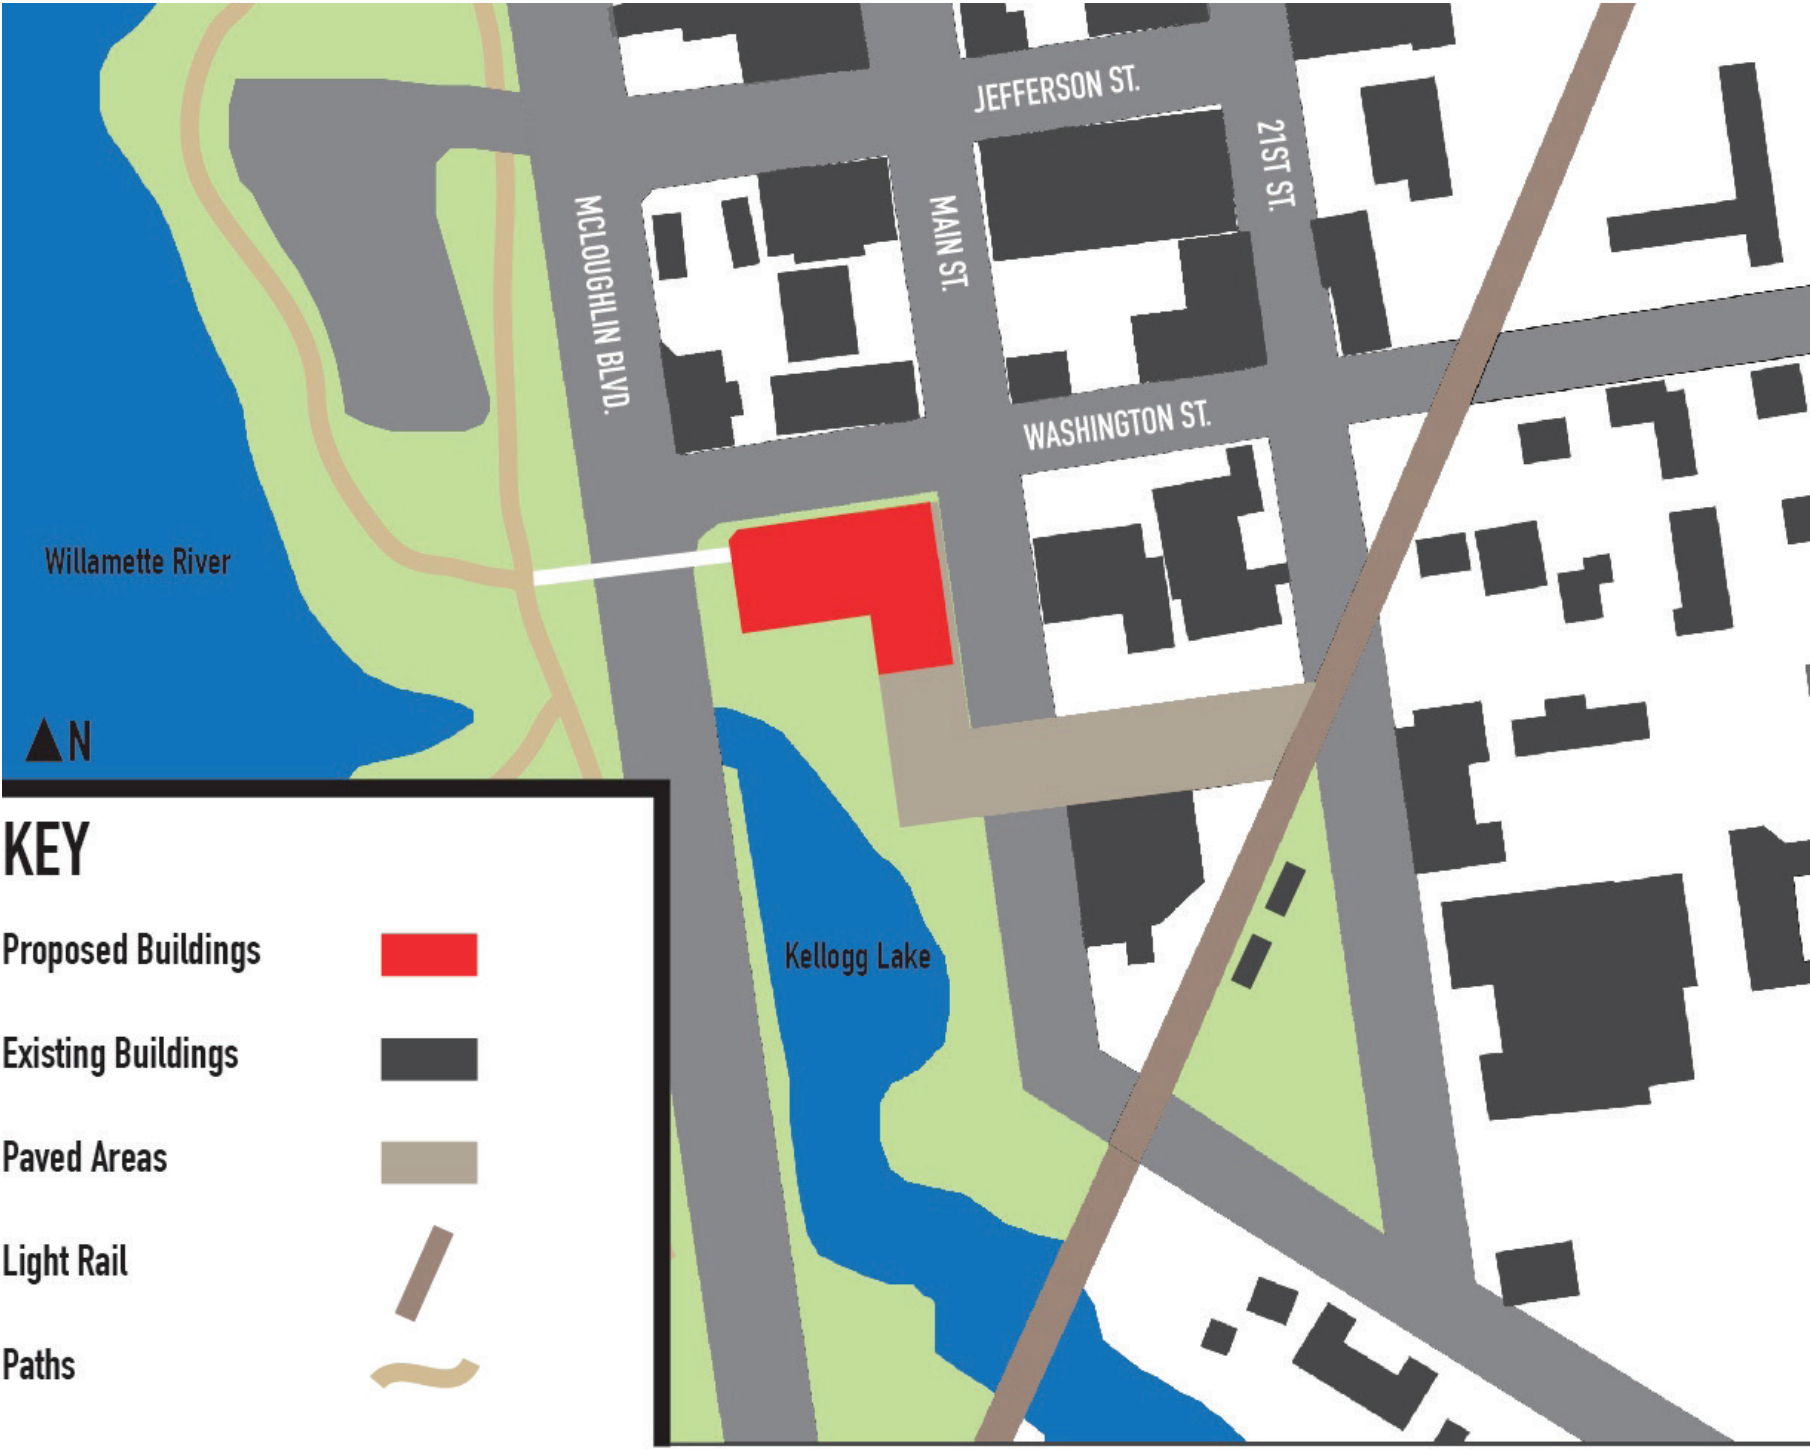 JEFFERSON ST.
21ST ST.
MCLOUGHLIN BLVD.
MAIN ST.
WASHINGTON ST.
Willamette River
N
KEY
Kellogg Lake
Proposed Buildings
Existing Buildings
Paved Areas
Light Rail
Paths